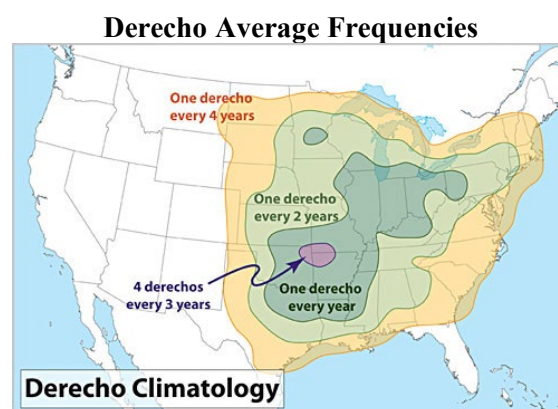 Derecho Average Frequencies
One derecho
every 4 years
One derecho
every 2 years
4 derechos
every 3 years
One derecho
every year
Derecho Climatology